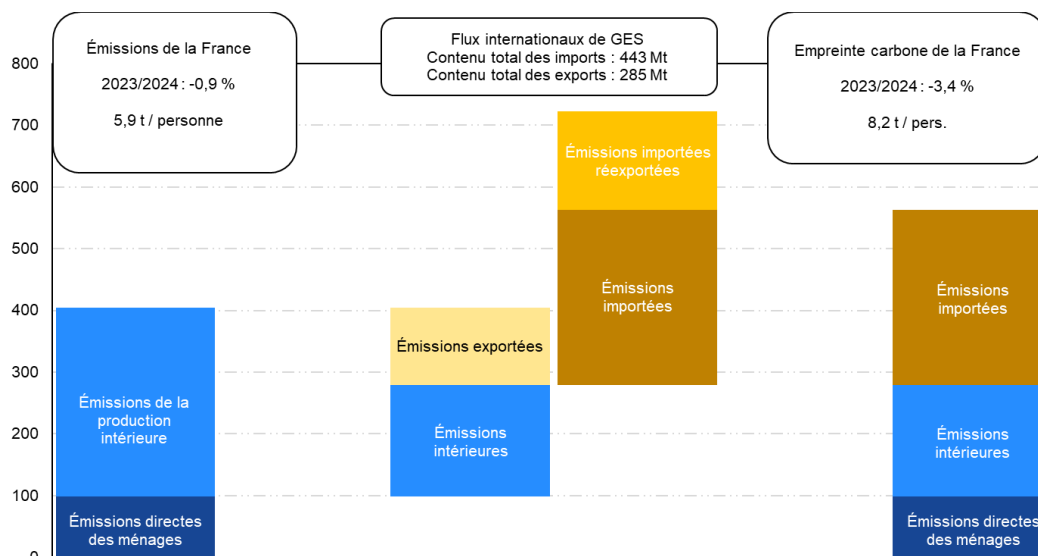 Émissions de la France
2023/2024 : -0,9 %
5,9 t / personne
Flux internationaux de GES
Contenu total des imports : 443 Mt
Contenu total des exports : 285 Mt
Empreinte carbone de la France
2023/2024 : -3,4 %
8,2 t / pers.
800
700
600
500
400
300
200
100
0
Émissions de la
production
intérieure
Émissions directes
des ménages
Émissions exportées
Émissions
intérieures
Émissions importées
réexportées
Émissions
importées
Émissions
importées
Émissions
intérieures
Émissions directes
des ménages